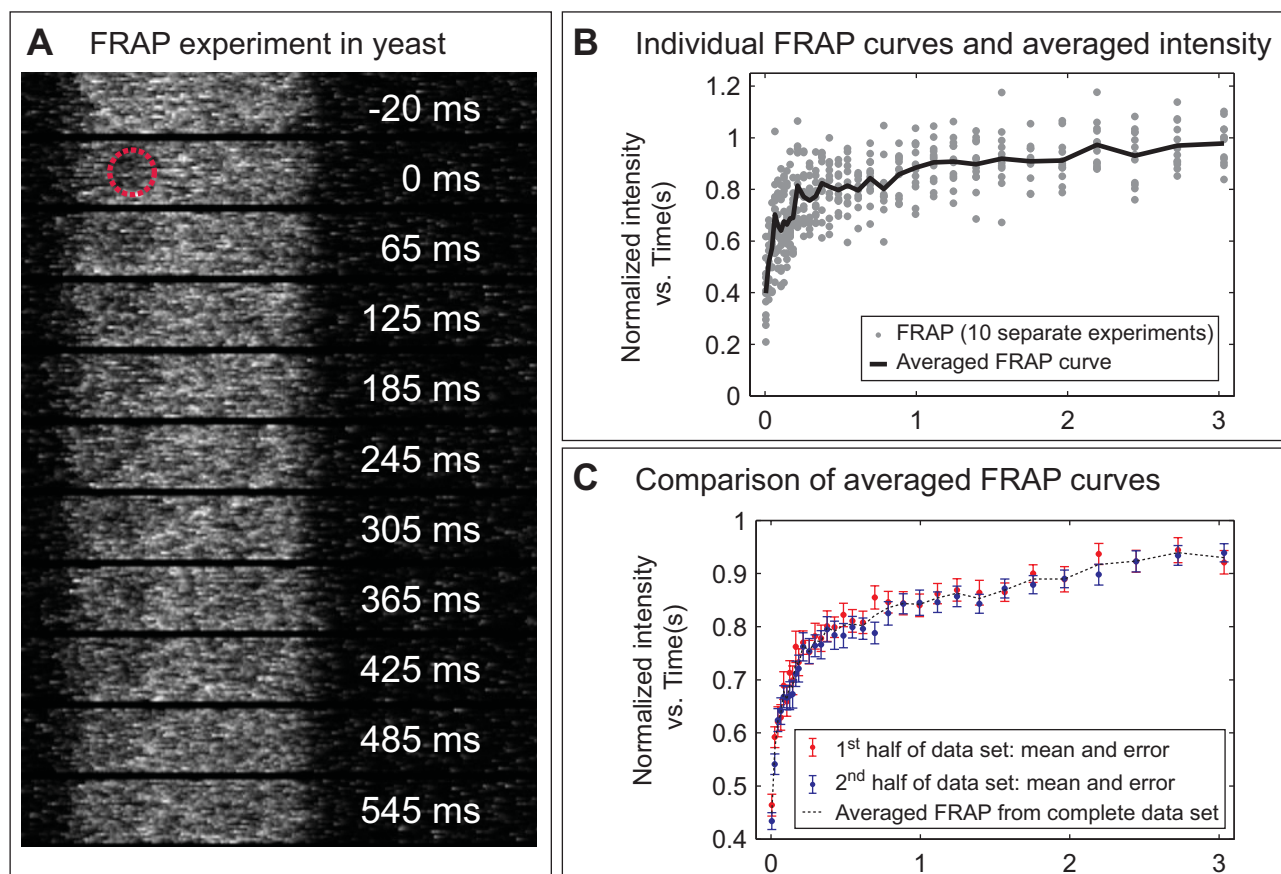 A FRAP experiment in yeast
-20 ms
0 ms
65 ms
125 ms
185 ms
245 ms
305 ms
365 ms
425 ms
485 ms
545 ms
B Individual FRAP curves and averaged intensity
Normalized intensity
vs. Time(s)
1.2
1
0.8
0.6
0.4
0.2
0
0 1 2 3
FRAP (10 separate experiments)
Averaged FRAP curve
C Comparison of averaged FRAP curves
Normalized intensity
vs. Time(s)
1
0.9
0.8
0.7
0.6
0.5
0.4
0 1 2 3
1st half of data set: mean and error
2nd half of data set: mean and error
Averaged FRAP from complete data set